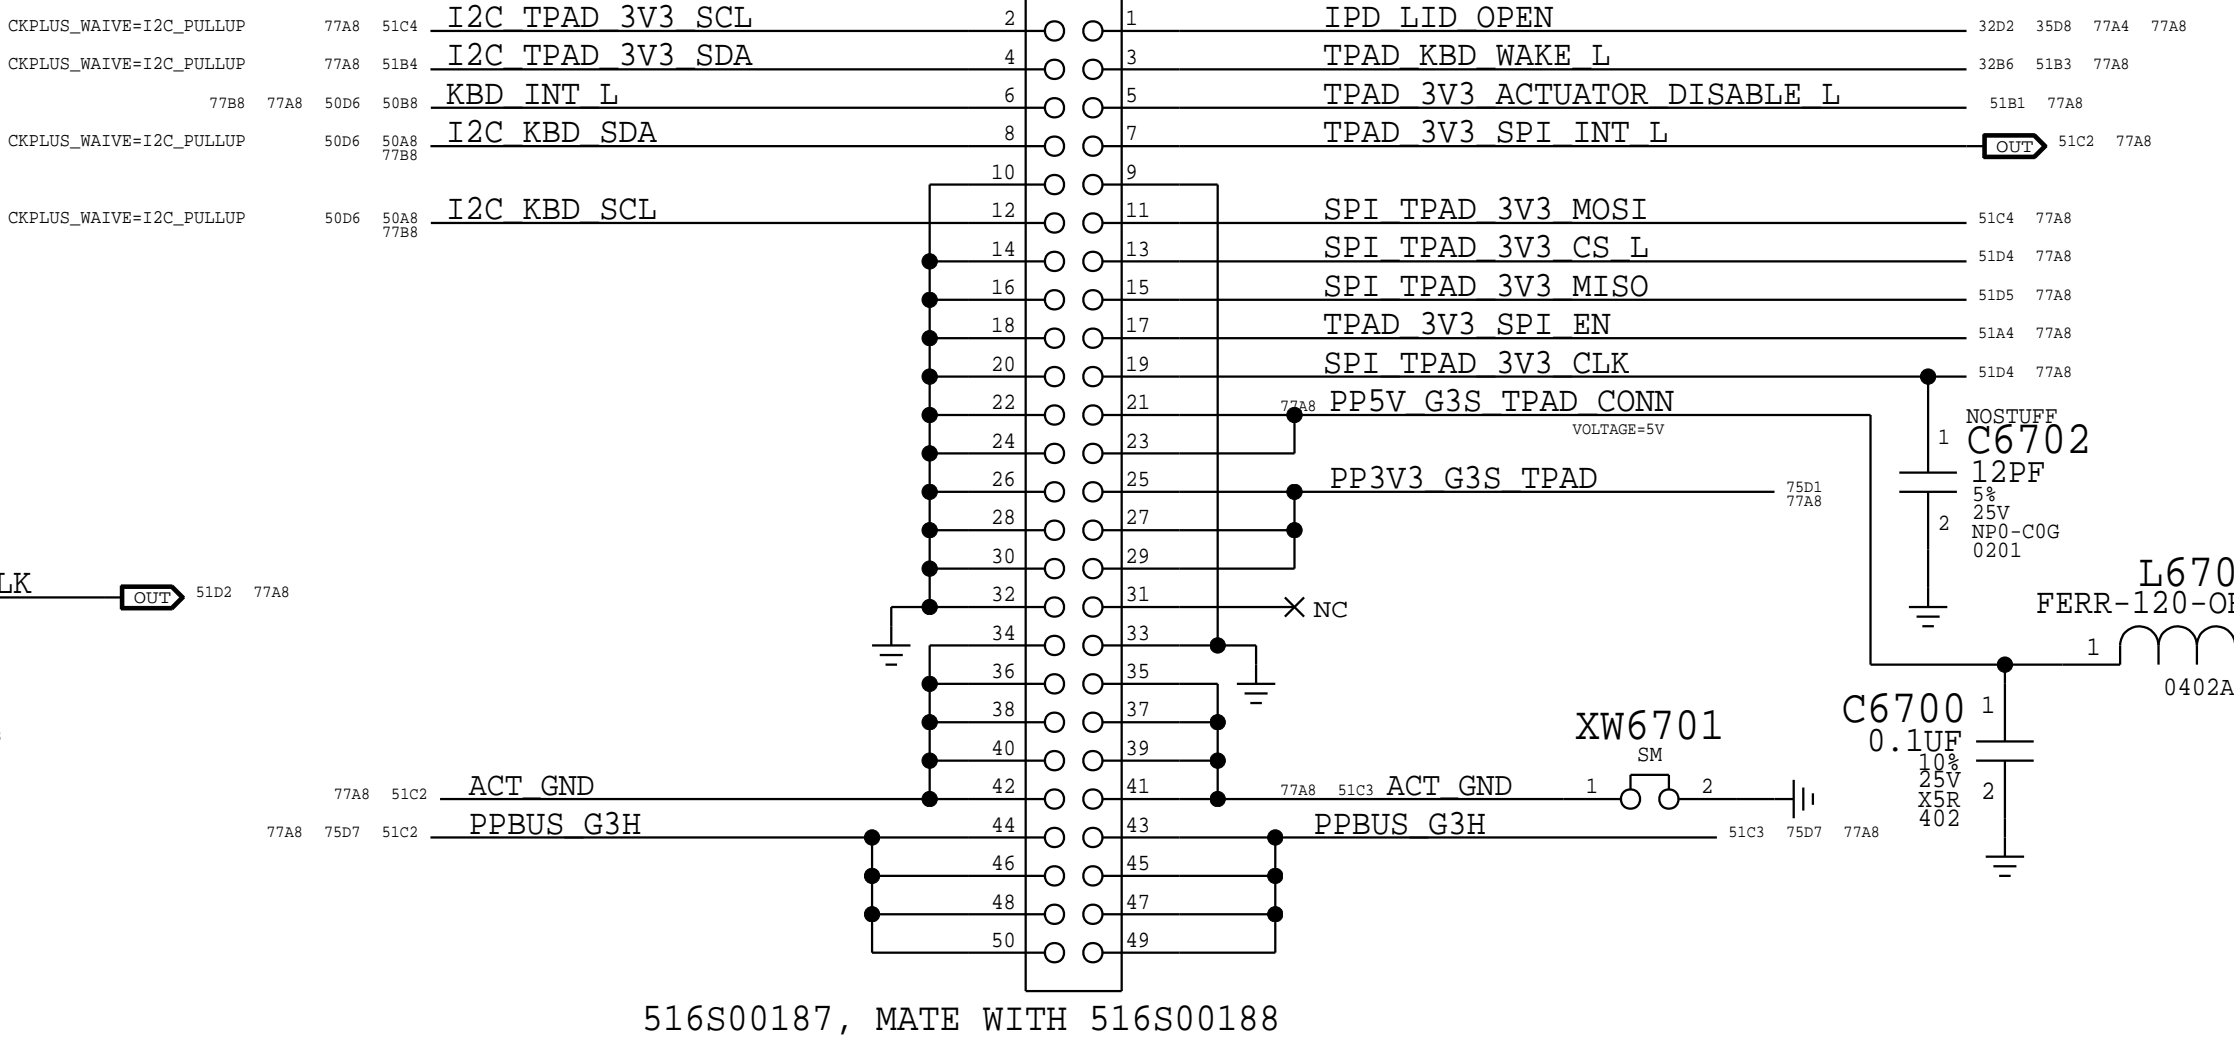 CKPLUS_WAIVE=I2C_PULLUP 77A8 51C4 I2C_TPAD_3V3_SCL 2 1 IPD_LID_OPEN 32D2 35D8 77A4 77A8
CKPLUS_WAIVE=I2C_PULLUP 77A8 51B4 I2C_TPAD_3V3_SDA 4 3 TPAD_KBD_WAKE_L 32B6 51B3 77A8
77B8 77A8 50D6 50B8 KBD_INT_L 6 5 TPAD_3V3_ACTUATOR_DISABLE_L 51B1 77A8
CKPLUS_WAIVE=I2C_PULLUP 50D6 50A8 I2C_KBD_SDA 8 7 TPAD_3V3_SPI_INT_L OUT 51C2 77A8
77B8
10 9
CKPLUS_WAIVE=I2C_PULLUP 50D6 50A8 I2C_KBD_SCL 12 11 SPI_TPAD_3V3_MOSI 51C4 77A8
77B8
14 13 SPI_TPAD_3V3_CS_L 51D4 77A8
16 15 SPI_TPAD_3V3_MISO 51D5 77A8
18 17 TPAD_3V3_SPI_EN 51A4 77A8
20 19 SPI_TPAD_3V3_CLK 51D4 77A8
22 21 77A8 PP5V_G3S_TPAD_CONN
VOLTAGE=5V
NOSTUFF
1 C6702
12PF
5%
25V
2 NP0-C0G
0201
24 23
26 25 PP3V3_G3S_TPAD 75D1
77A8
28 27
30 29
LK OUT 51D2 77A8
32 31 NC
L670
FERR-120-O
1
0402A
34 33
36 35
38 37
40 39
XW6701
SM
C6700 1
0.1UF
10%
25V
X5R 2
402
77A8 51C2 ACT_GND 42 41 77A8 51C3 ACT_GND 1 2
77A8 75D7 51C2 PPBUS_G3H 44 43 PPBUS_G3H 51C3 75D7 77A8
46 45
48 47
50 49
516S00187, MATE WITH 516S00188